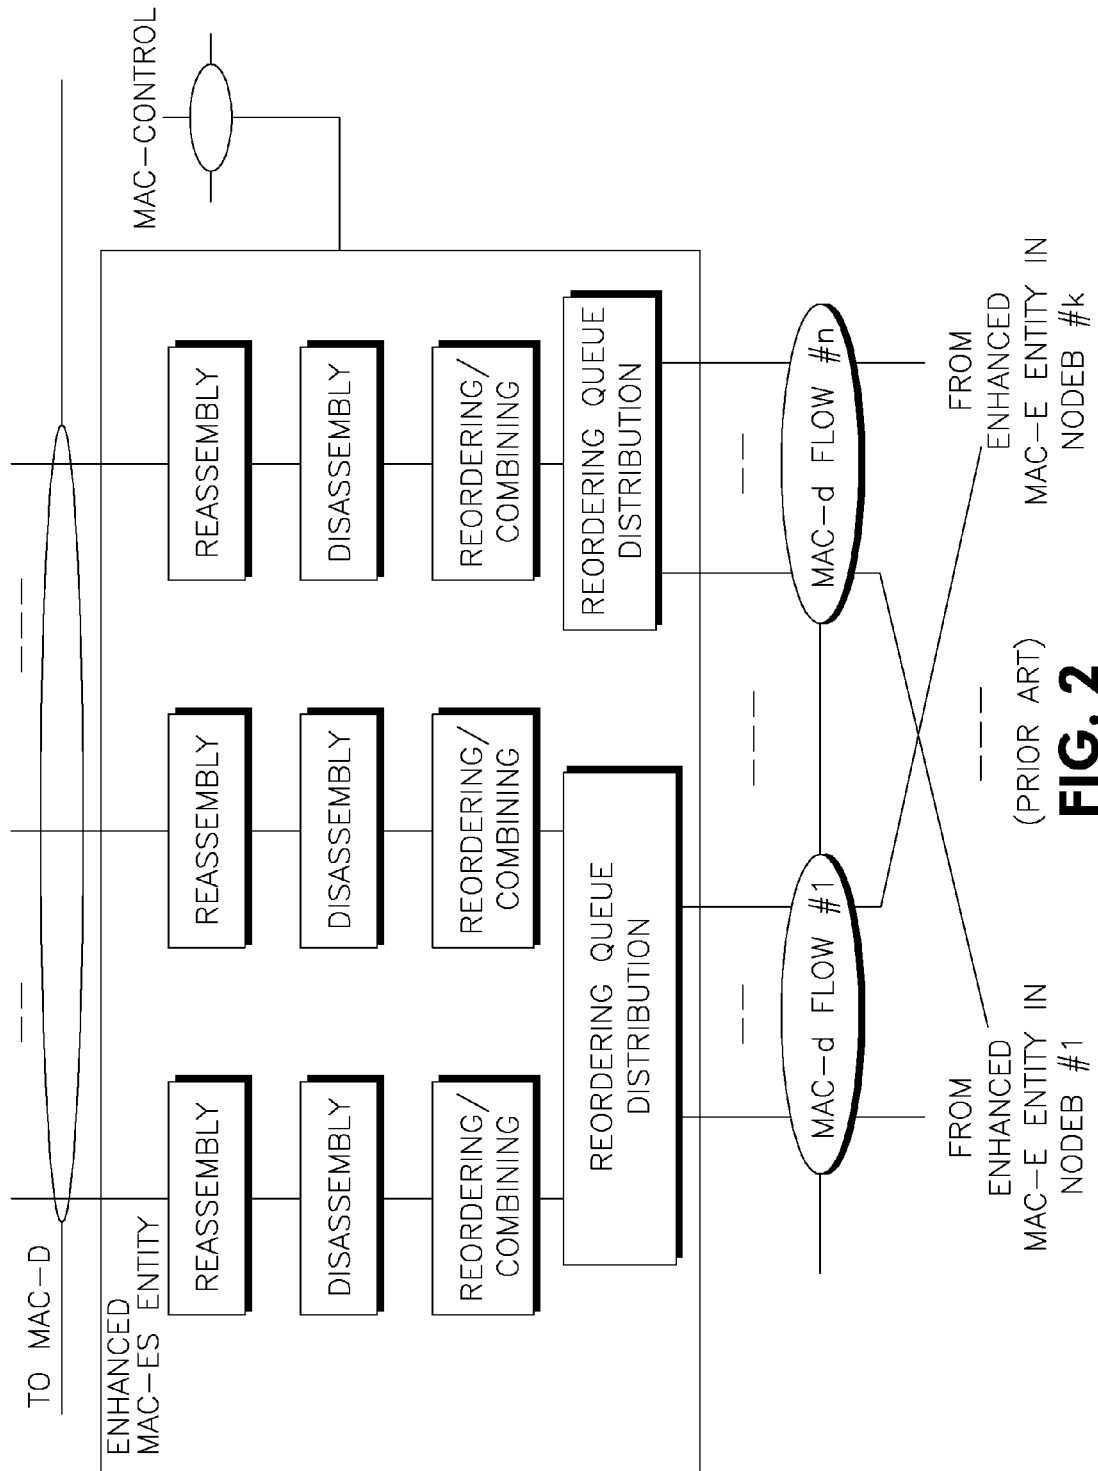 TO MAC-D
MAC-CONTROL
ENHANCED
MAC-ES ENTITY
REASSEMBLY
REASSEMBLY
REASSEMBLY
DISASSEMBLY
DISASSEMBLY
DISASSEMBLY
REORDERING/
COMBINING
REORDERING/
COMBINING
REORDERING/
COMBINING
REORDERING QUEUE
DISTRIBUTION
REORDERING QUEUE
DISTRIBUTION
MAC-d FLOW #1
MAC-d FLOW #n
FROM
ENHANCED
MAC-E ENTITY IN
NODEB #1
FROM
ENHANCED
MAC-E ENTITY IN
NODEB #k
(PRIOR ART)
FIG. 2